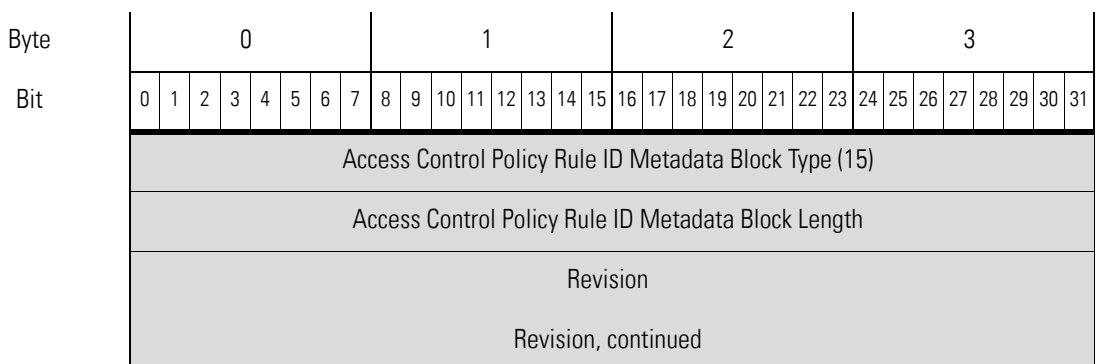 Byte 0 1 2 3
Bit 0 1 2 3 4 5 6 7 8 9 10 11 12 13 14 15 16 17 18 19 20 21 22 23 24 25 26 27 28 29 30 31
Access Control Policy Rule ID Metadata Block Type (15)
Access Control Policy Rule ID Metadata Block Length
Revision
Revision, continued